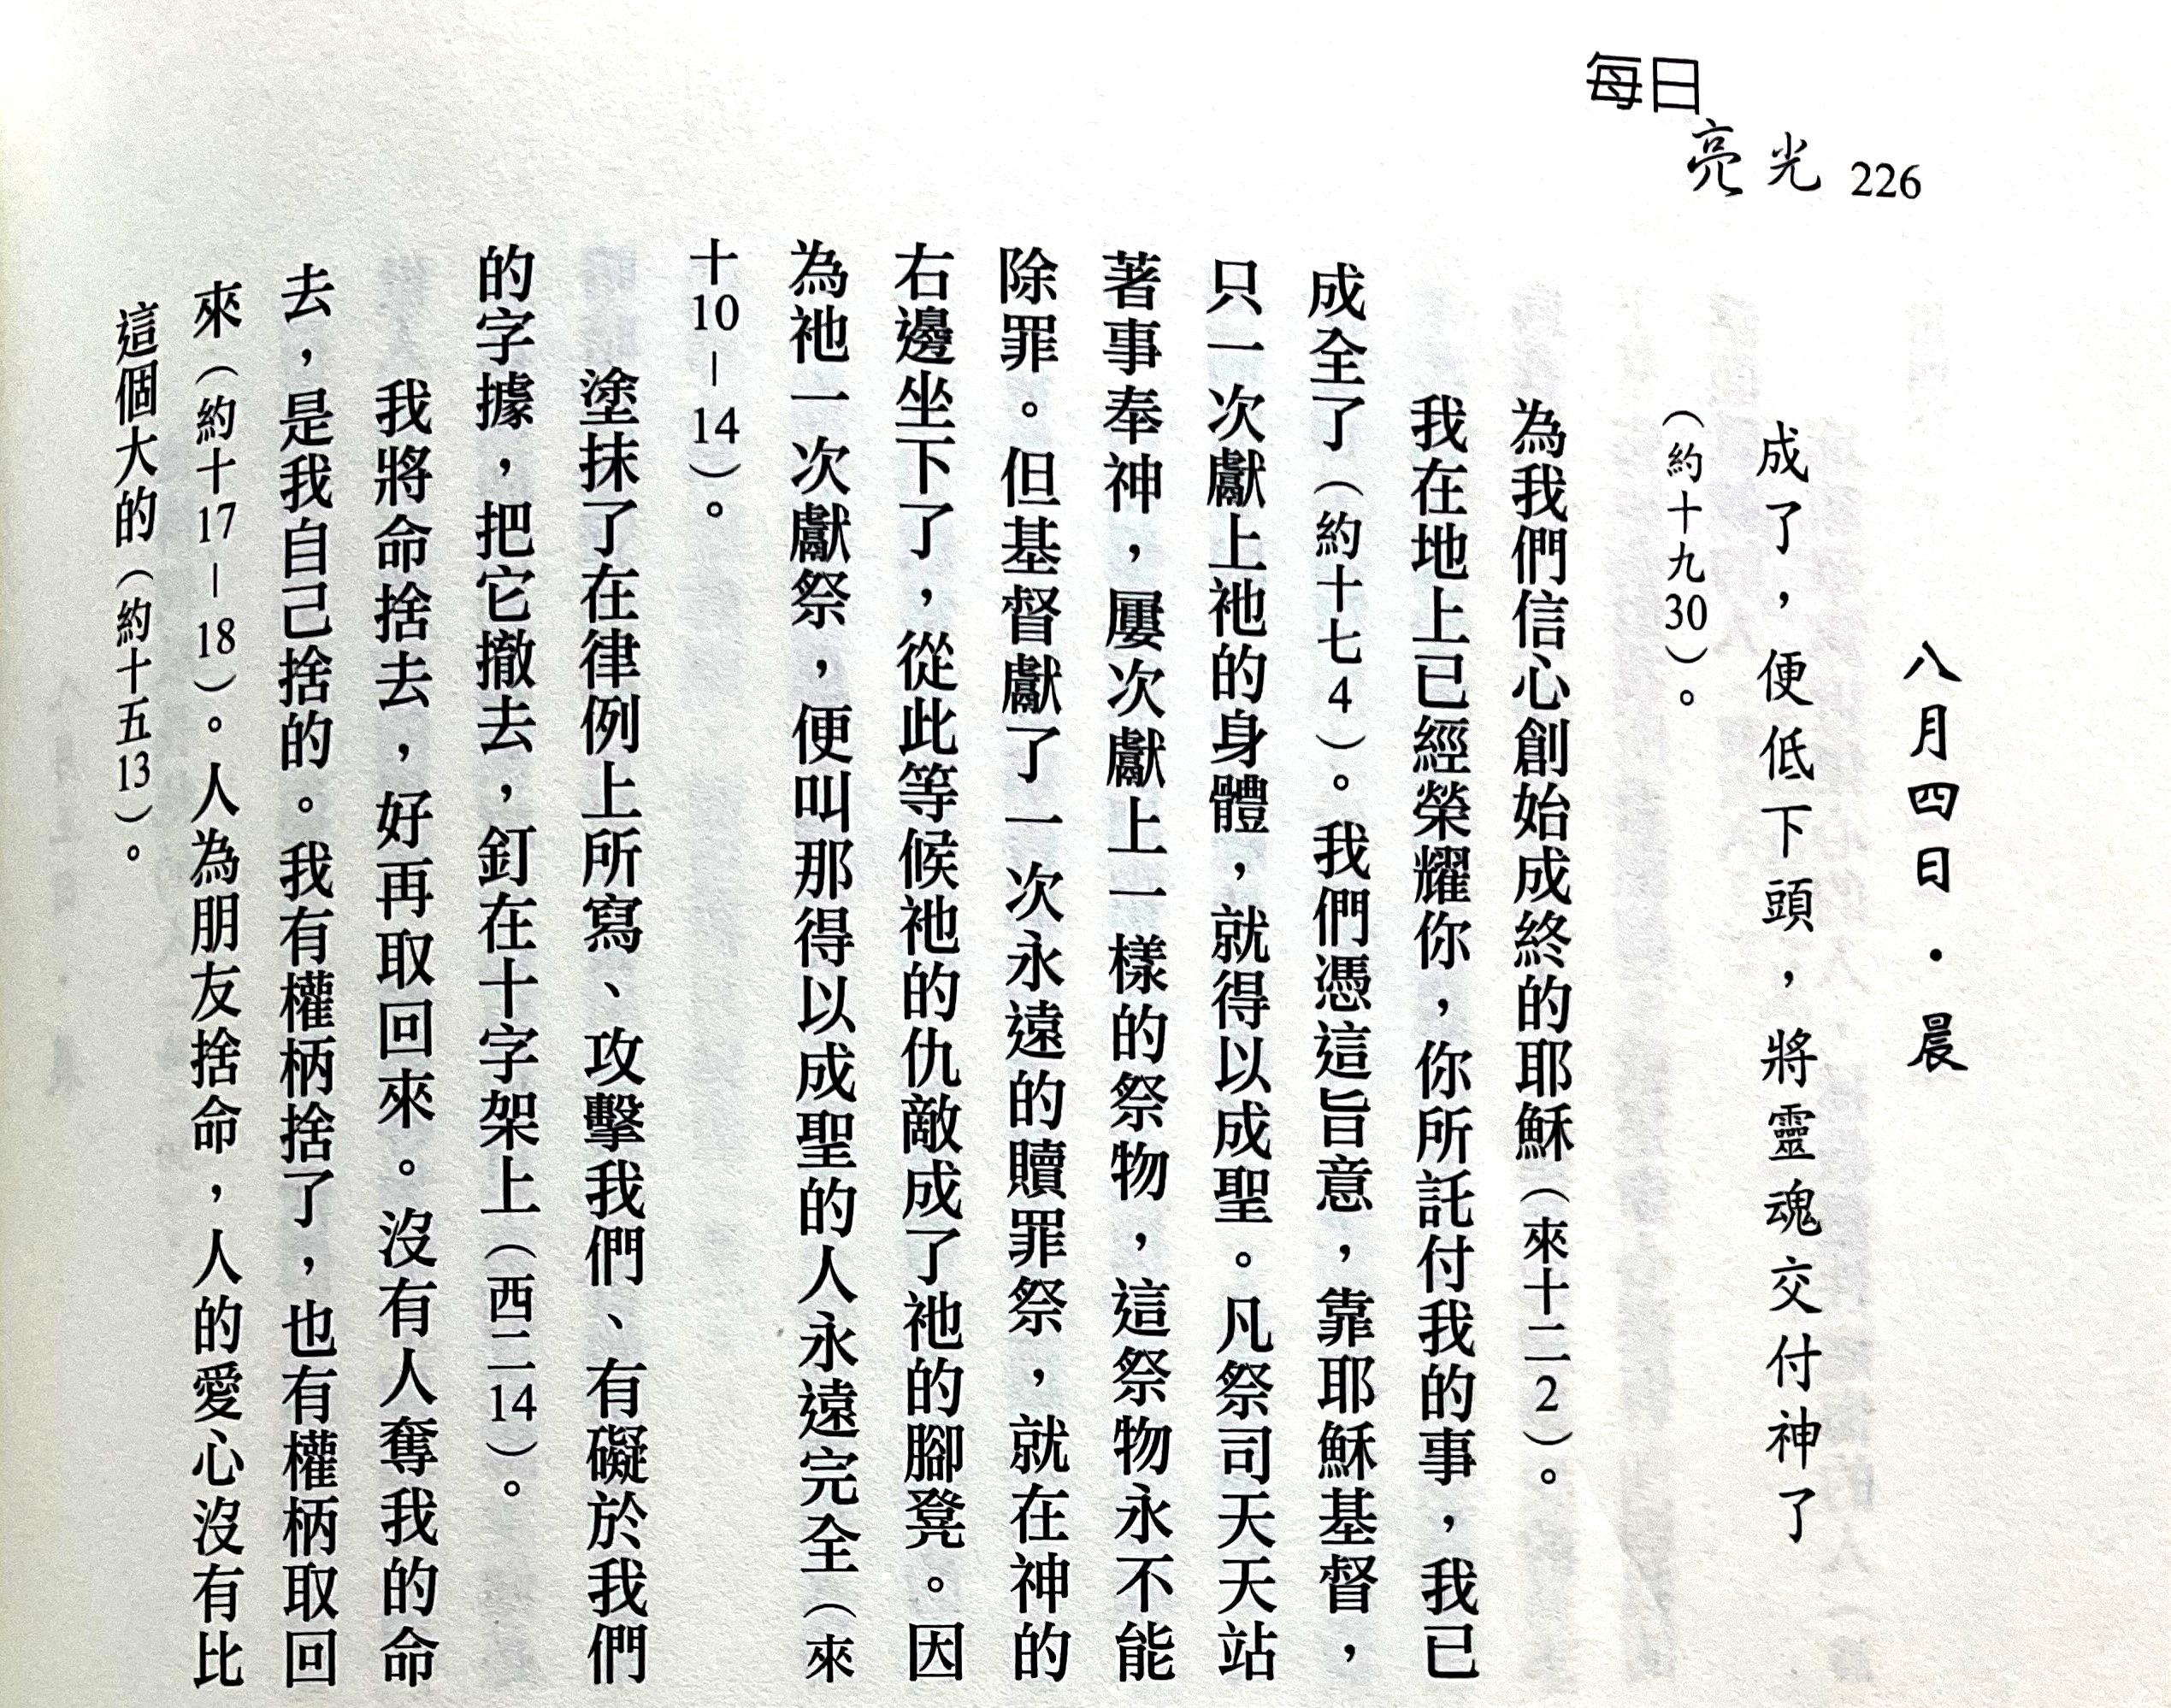 每日
亮光 226
八月四日・晨
成了，便低下頭，將靈魂交付神了
（約十九30）。
為我們信心創始成終的耶穌（來十二2）。
我在地上已經榮耀你，你所託付我的事，我已
成全了（約十七4）。我們憑這旨意，靠耶穌基督，
只一次獻上祂的身體，就得以成聖。凡祭司天天站
著事奉神，屢次獻上一樣的祭物，這祭物永不能
除罪。但基督獻了一次永遠的贖罪祭，就在神的
右邊坐下了，從此等候祂的仇敵成了祂的腳凳。因
為祂一次獻祭，便叫那得以成聖的人永遠完全（來
十10－14）。
塗抹了在律例上所寫、攻擊我們、有礙於我們
的字據，把它撤去，釘在十字架上（西二14）。
我將命捨去，好再取回來。沒有人奪我的命
去，是我自己捨的。我有權柄捨了，也有權柄取回
來（約十17－18）。人為朋友捨命，人的愛心沒有比
這個大的（約十五13）。